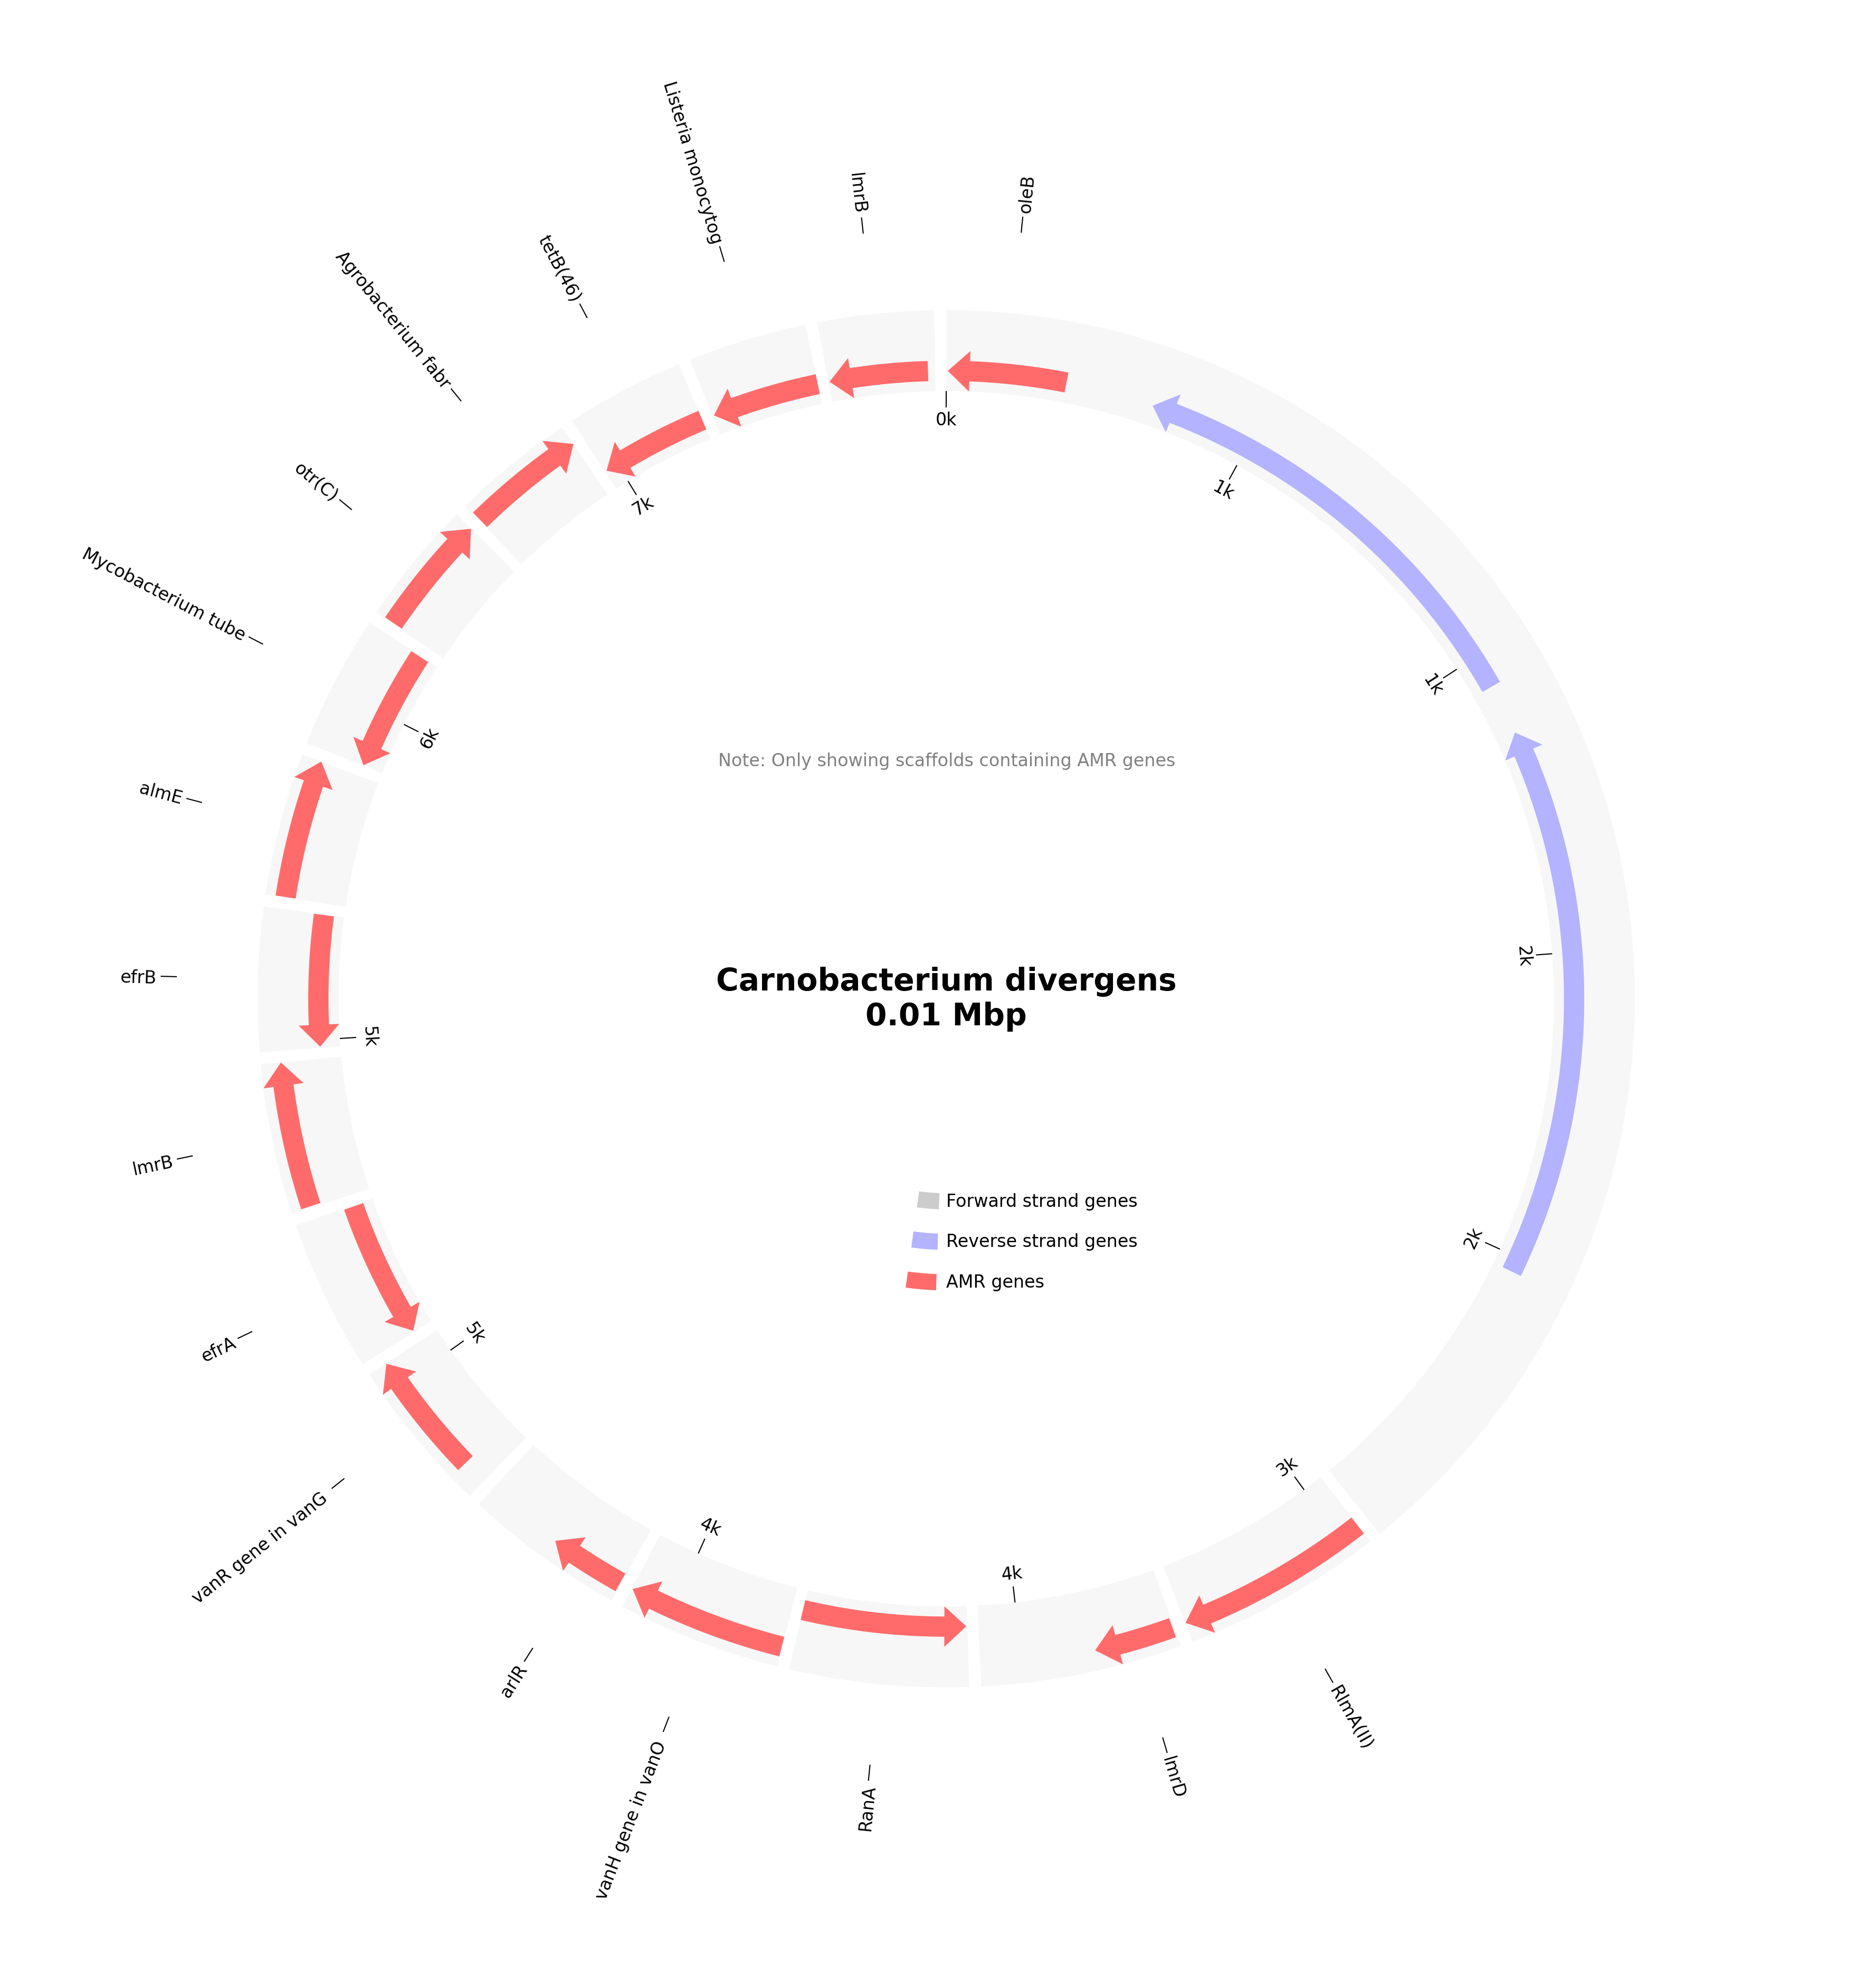 Listeria monocytog
lmrB
oleB
tetB(46)
Agrobacterium fabr
otr(C)
Mycobacterium tube
almE
efrB
lmrB
efrA
vanR gene in vanG
arlR
vanH gene in vanO
RanA
lmrD
RlmA(II)
0k
1k
1k
2k
2k
3k
4k
4k
5k
5k
6k
7k
Note: Only showing scaffolds containing AMR genes
Carnobacterium divergens
0.01 Mbp
Forward strand genes
Reverse strand genes
AMR genes